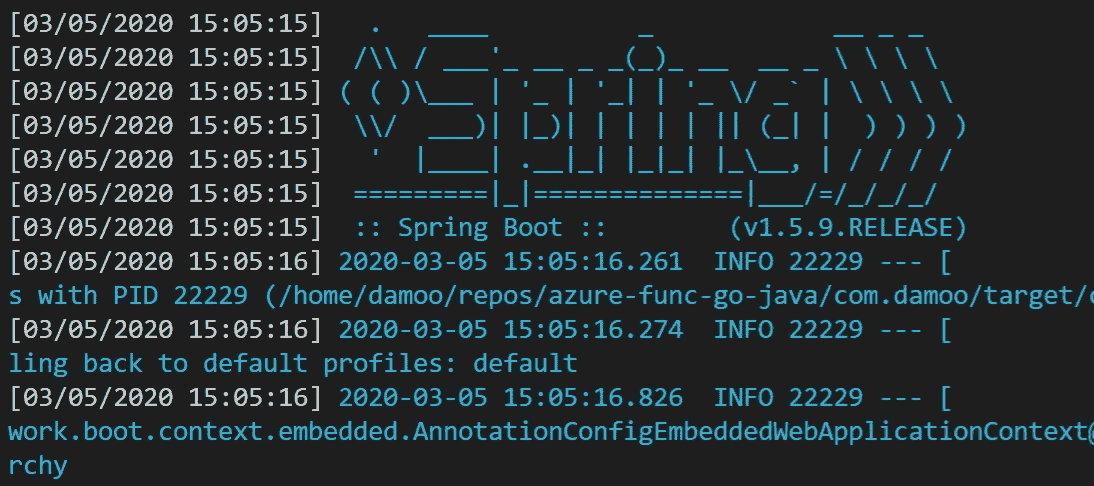 [03/05/2020 15:05:15]   .   ____          _            __ _ _
[03/05/2020 15:05:15]  /\\ / ___'_ __ _ _(_)_ __  __ _ \ \ \ \
[03/05/2020 15:05:15] ( ( )\___ | '_ | '_| | '_ \/ _` | \ \ \ \
[03/05/2020 15:05:15]  \\/  ___)| |_)| | | | | || (_| |  ) ) ) )
[03/05/2020 15:05:15]   '  |____| .__|_| |_|_| |_\__, | / / / /
[03/05/2020 15:05:15]  =========|_|==============|___/=/_/_/_/
[03/05/2020 15:05:15]  :: Spring Boot ::        (v1.5.9.RELEASE)
[03/05/2020 15:05:16] 2020-03-05 15:05:16.261  INFO 22229 --- [
s with PID 22229 (/home/damoo/repos/azure-func-go-java/com.damoo/target/
[03/05/2020 15:05:16] 2020-03-05 15:05:16.274  INFO 22229 --- [
ling back to default profiles: default
[03/05/2020 15:05:16] 2020-03-05 15:05:16.826  INFO 22229 --- [
work.boot.context.embedded.AnnotationConfigEmbeddedWebApplicationContext@
rchy